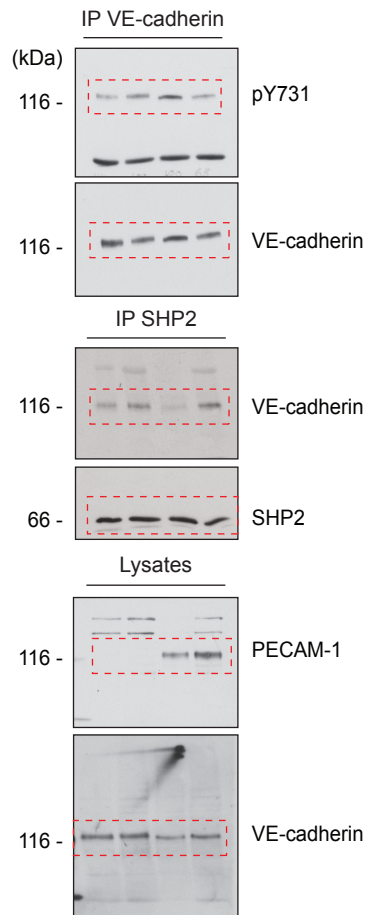 IP VE-cadherin
(kDa)
116 - pY731
116 - VE-cadherin
IP SHP2
116 - VE-cadherin
66 - SHP2
Lysates
116 - PECAM-1
116 - VE-cadherin